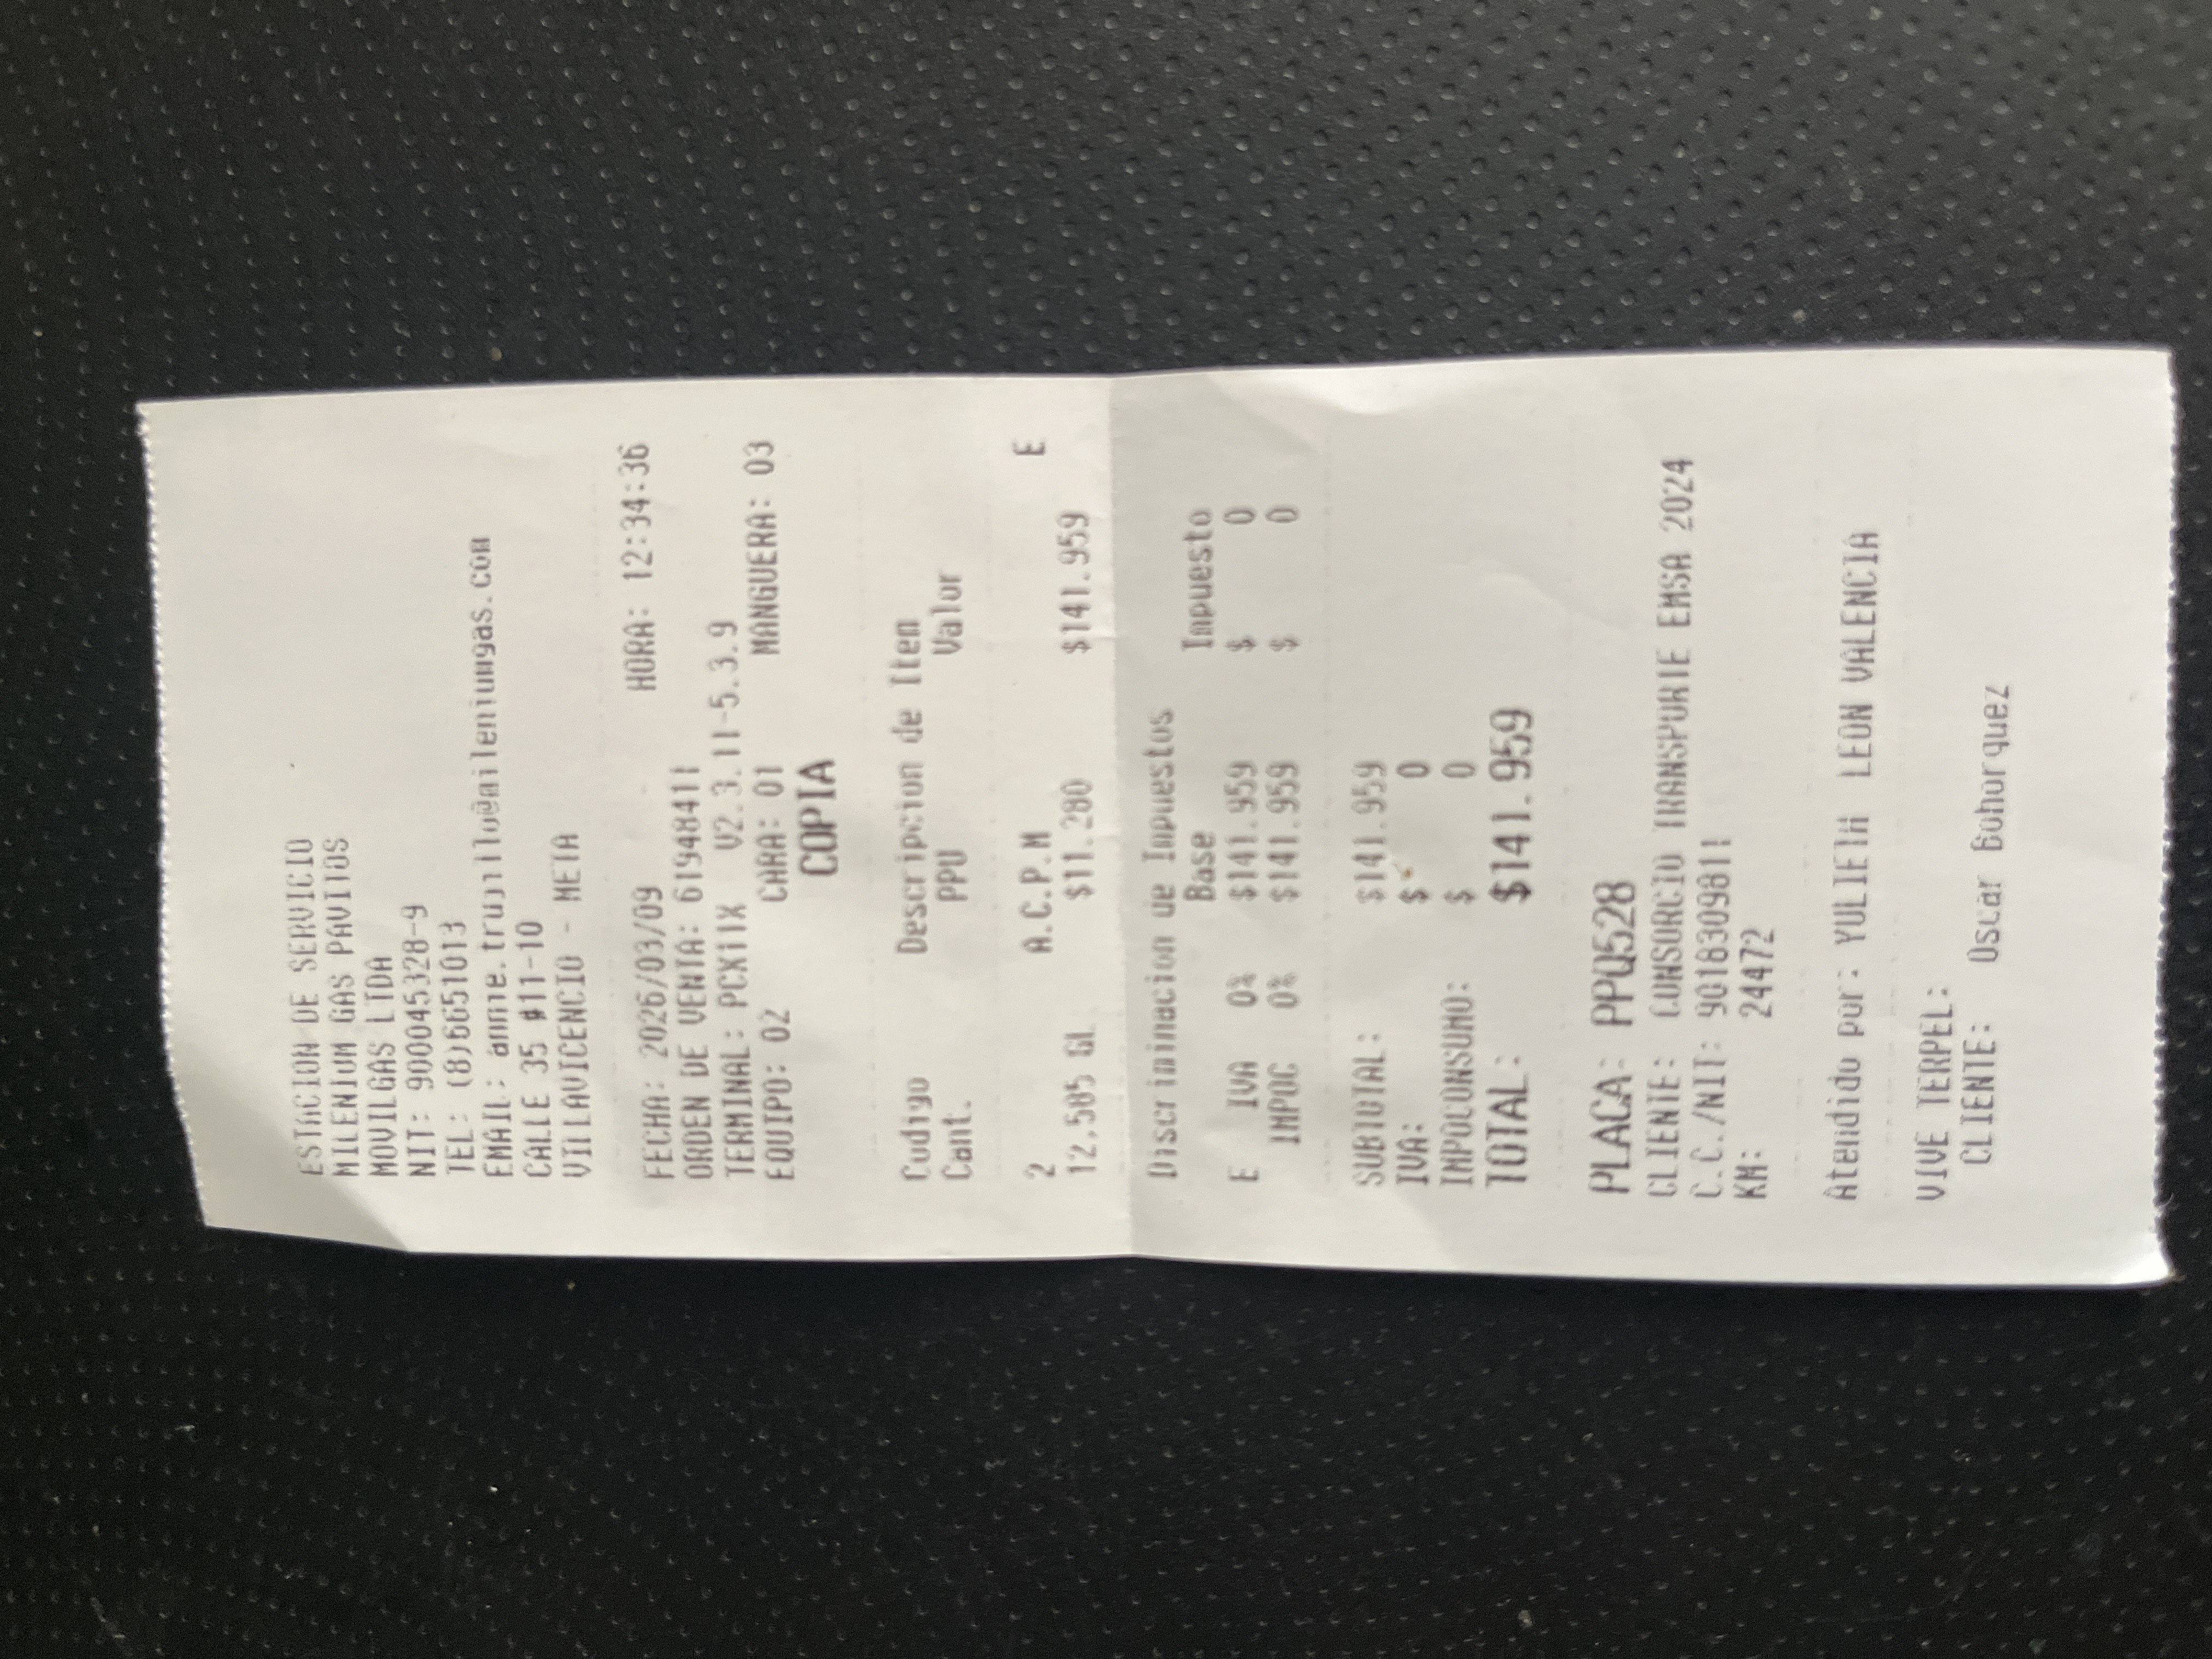 ESTACION DE SERVICIO
MILENIUM GAS PAVITOS
MOVILGAS LTDA
NIT: 900045328-9
TEL: (8)6651013
EMAIL: anne.trujillo@mileniumgas.com
CALLE 35 #11-10
VILLAVICENCIO - META
FECHA: 2026/03/09 HORA: 12:34:36
ORDEN DE VENTA: 61948411
TERMINAL: V2.3.11-5.3.9
EQUIPO: 02 CARA: 01 MANGUERA: 03
COPIA
Codigo Descripcion de Item
Cant. PPU Valor
2 A.C.P.M E
12,585 GL $11.280 $141.959
Discriminacion de Impuestos
Base Impuesto
E IVA 0% $141.959 $ 0
IMPOC 0% $141.959 $ 0
SUBTOTAL: $141.959
IVA: $ 0
IMPOCONSUMO: $ 0
TOTAL: $141.959
PLACA: PPQ528
CLIENTE: CONSORCIO TRANSPORTE EMSA 2024
C.C./NIT: 901830981
KM: 24472
Atendido por: YULIETH LEON VALENCIA
VIVE TERPEL:
CLIENTE: Oscar Bohorquez